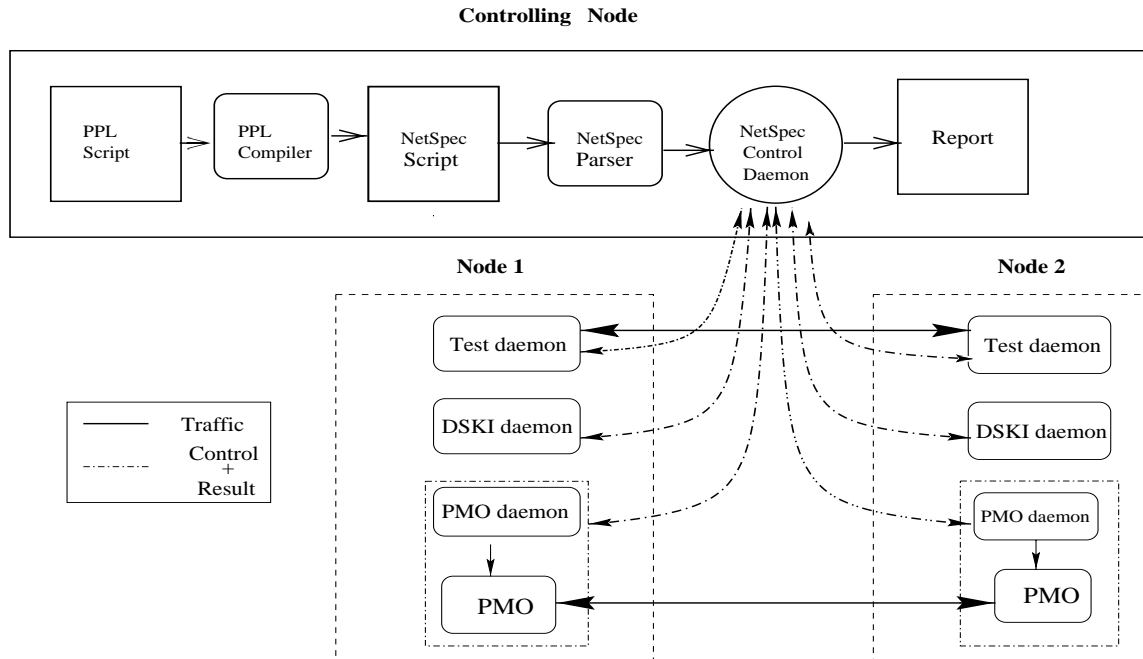 Controlling Node
PPL
Script
PPL
Compiler
NetSpec
Script
NetSpec
Parser
NetSpec
Control
Daemon
Report
Node 1
Node 2
Test daemon
Test daemon
DSKI daemon
DSKI daemon
Traffic
Control
+
Result
PMO daemon
PMO daemon
PMO
PMO